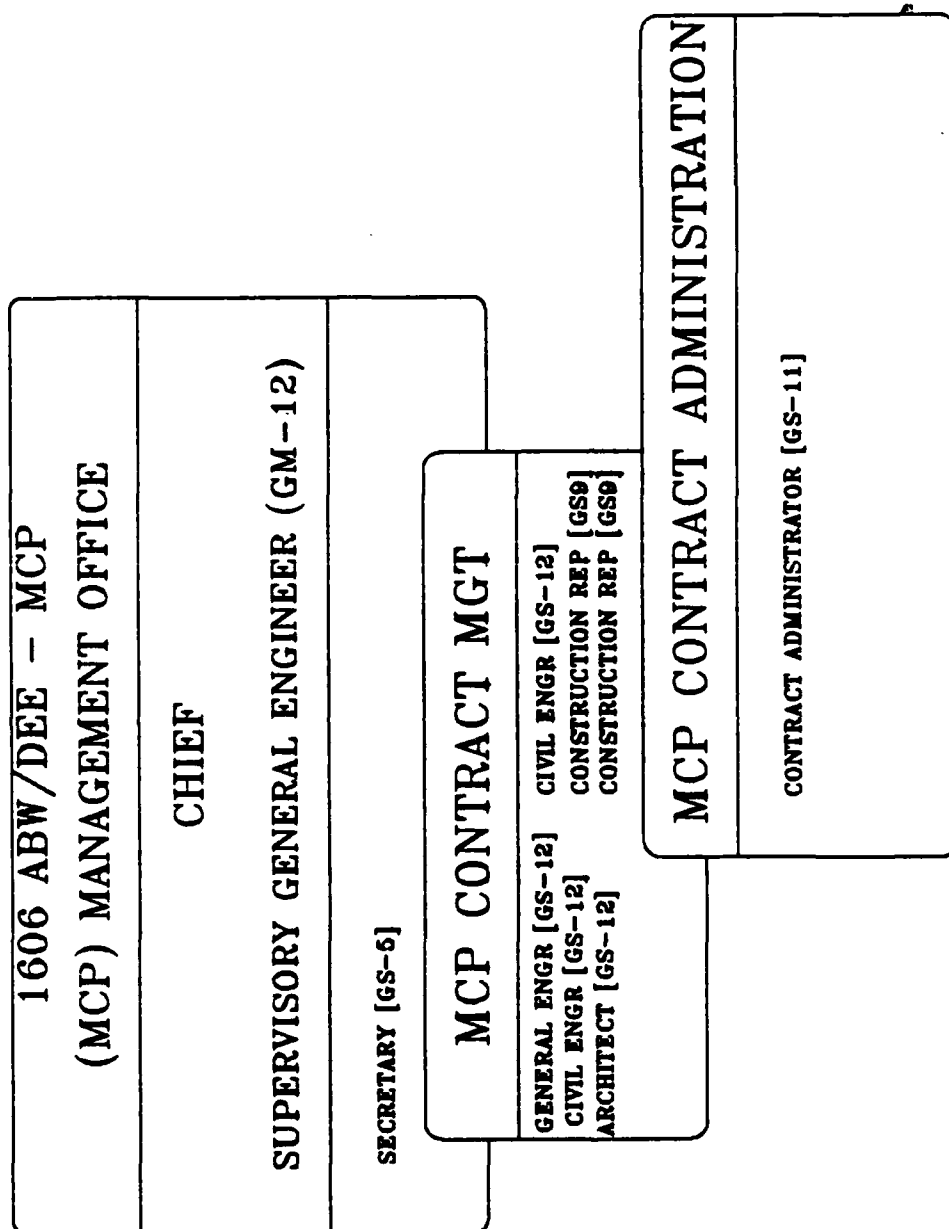 1606 ABW/DEE - MCP
(MCP) MANAGEMENT OFFICE
CHIEF
SUPERVISORY GENERAL ENGINEER (GM-12)
SECRETARY [GS-5]
MCP CONTRACT MGT
GENERAL ENGR [GS-12] CIVIL ENGR [GS-12]
CIVIL ENGR [GS-12] CONSTRUCTION REP [GS9]
ARCHITECT [GS-12] CONSTRUCTION REP [GS9]
MCP CONTRACT ADMINISTRATION
CONTRACT ADMINISTRATOR [GS-11]